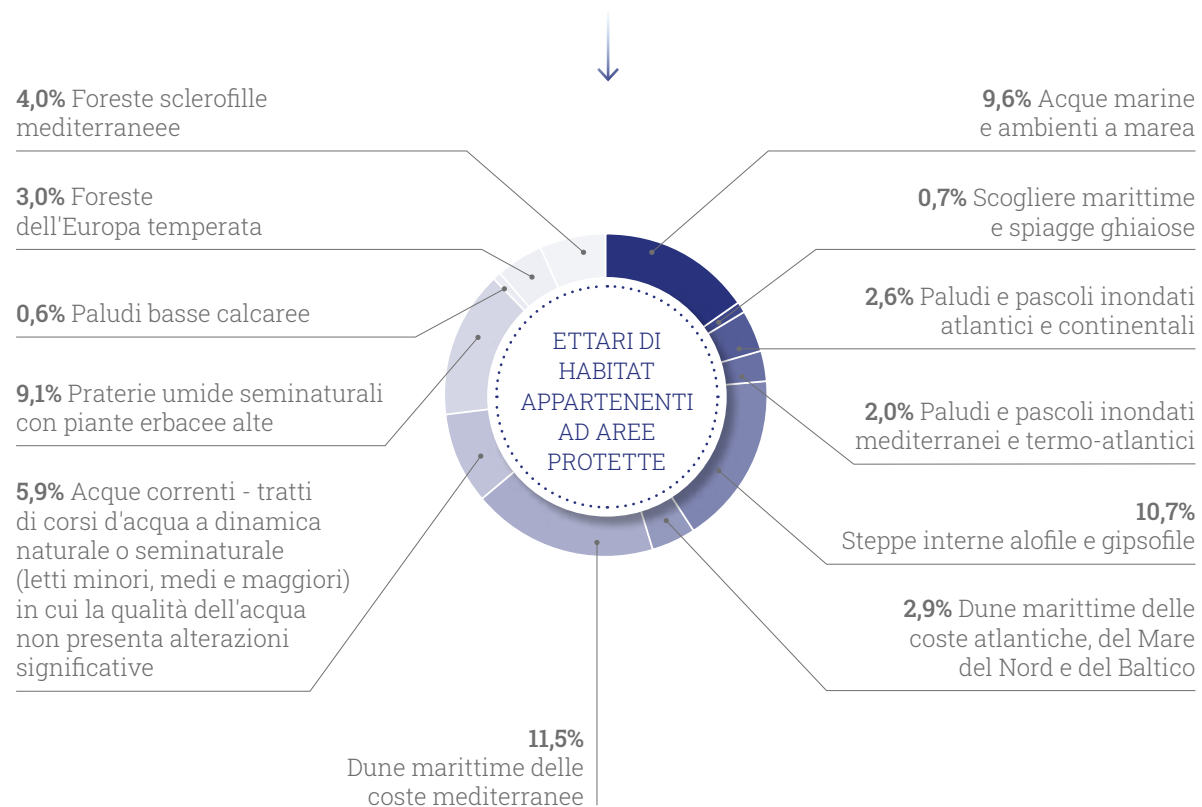 4,0% Foreste sclerofille
mediterraneee
3,0% Foreste
dell'Europa temperata
0,6% Paludi basse calcaree
9,1% Praterie umide seminaturali
con piante erbacee alte
5,9% Acque correnti - tratti
di corsi d'acqua a dinamica
naturale o seminaturale
(letti minori, medi e maggiori)
in cui la qualità dell'acqua
non presenta alterazioni
significative
ETTARI DI
HABITAT
APPARTENENTI
AD AREE
PROTETTE
9,6% Acque marine
e ambienti a marea
0,7% Scogliere marittime
e spiagge ghiaiose
2,6% Paludi e pascoli inondati
atlantici e continentali
2,0% Paludi e pascoli inondati
mediterranei e termo-atlantici
10,7%
Steppe interne alofile e gipsofile
2,9% Dune marittime delle
coste atlantiche, del Mare
del Nord e del Baltico
11,5%
Dune marittime delle
coste mediterranee